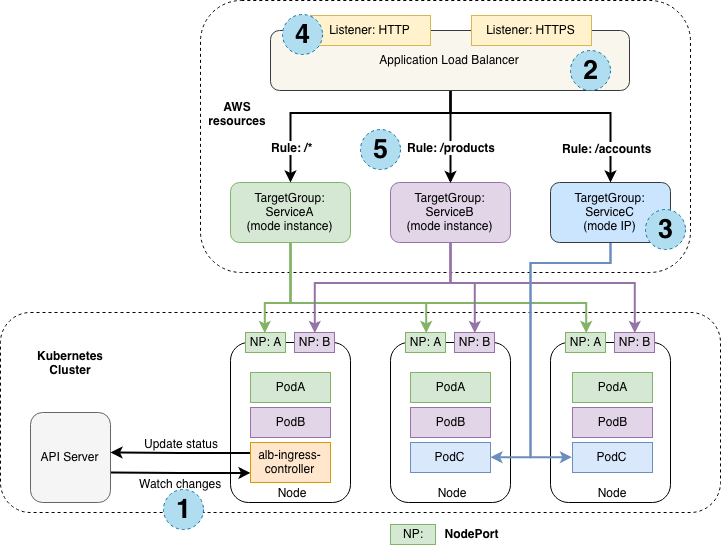 4
Listener: HTTP
Listener: HTTPS
Application Load Balancer
2
AWS
resources
Rule: /*
5
Rule: /products
Rule: /accounts
TargetGroup:
ServiceA
(mode instance)
TargetGroup:
ServiceB
(mode instance)
TargetGroup:
ServiceC
(mode IP)
3
Kubernetes
Cluster
NP: A
NP: B
NP: A
NP: B
NP: A
NP: B
PodA
PodB
alb-ingress-
controller
Node
PodA
PodB
PodC
Node
PodA
PodB
PodC
Node
API Server
Update status
Watch changes
1
NP:
NodePort